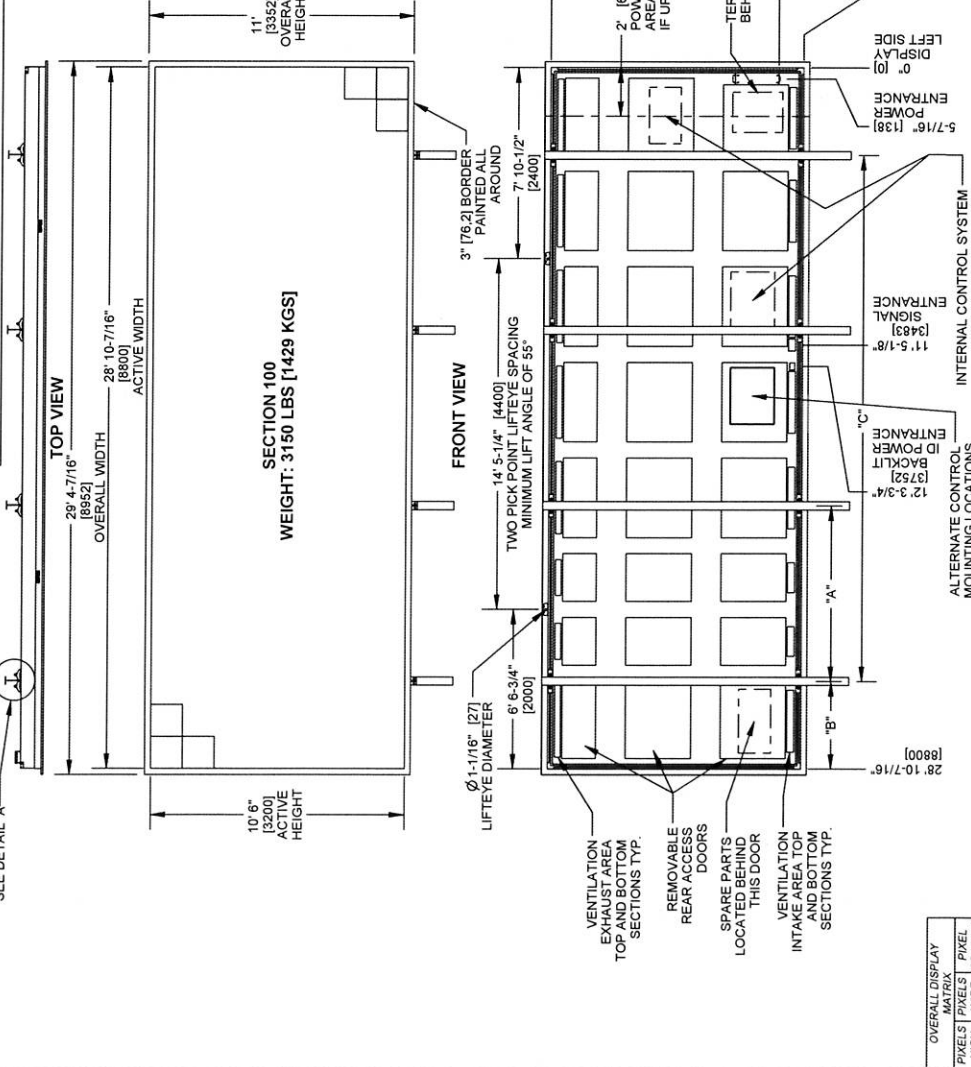 SEE DETAIL "A"
TOP VIEW
29' 4-7/16"
[8952]
OVERALL WIDTH
28' 10-7/16"
[8800]
ACTIVE WIDTH
11'
[3352]
OVERALL
HEIGHT
10' 6"
[3200]
ACTIVE
HEIGHT
SECTION 100
WEIGHT: 3150 LBS [1429 KGS]
3" [76,2] BORDER
PAINTED ALL
AROUND
FRONT VIEW
Ø 1-1/16" [27]
LIFTEYE DIAMETER
6' 6-3/4"
[2000]
14' 5-1/4" [4400]
TWO PICK POINT LIFTEYE SPACING
MINIMUM LIFT ANGLE OF 55°
7' 10-1/2"
[2400]
2'
IF
VENTILATION
EXHAUST AREA
TOP AND BOTTOM
SECTIONS TYP.
REMOVABLE
REAR ACCESS
DOORS
SPARE PARTS
LOCATED BEHIND
THIS DOOR
VENTILATION
INTAKE AREA TOP
AND BOTTOM
SECTIONS TYP.
28' 10-7/16"
[8800]
"B"
"A"
"C"
12'-3-3/4"
[3752]
BACKLIT
ID POWER
ENTRANCE
11' 5-1/8"
[3483]
SIGNAL
ENTRANCE
5-7/16" [138]
POWER
ENTRANCE
0" [0]
DISPLAY
LEFT SIDE
INTERNAL CONTROL SYSTEM
ALTERNATE CONTROL
MOUNTING LOCATIONS
OVERALL DISPLAY
MATRIX
PIXELS PIXELS PIXEL